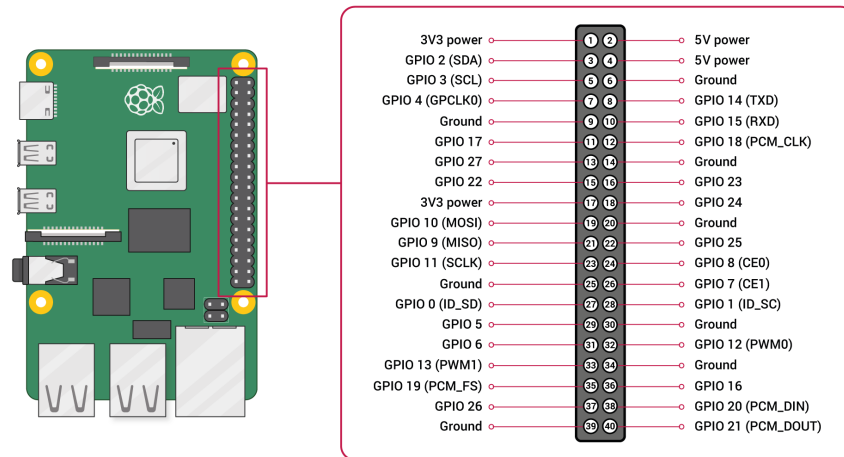 3V3 power 1 2 5V power
GPIO 2 (SDA) 3 4 5V power
GPIO 3 (SCL) 5 6 Ground
GPIO 4 (GPCLK0) 7 8 GPIO 14 (TXD)
Ground 9 10 GPIO 15 (RXD)
GPIO 17 11 12 GPIO 18 (PCM_CLK)
GPIO 27 13 14 Ground
GPIO 22 15 16 GPIO 23
3V3 power 17 18 GPIO 24
GPIO 10 (MOSI) 19 20 Ground
GPIO 9 (MISO) 21 22 GPIO 25
GPIO 11 (SCLK) 23 24 GPIO 8 (CE0)
Ground 25 26 GPIO 7 (CE1)
GPIO 0 (ID_SD) 27 28 GPIO 1 (ID_SC)
GPIO 5 29 30 Ground
GPIO 6 31 32 GPIO 12 (PWM0)
GPIO 13 (PWM1) 33 34 Ground
GPIO 19 (PCM_FS) 35 36 GPIO 16
GPIO 26 37 38 GPIO 20 (PCM_DIN)
Ground 39 40 GPIO 21 (PCM_DOUT)